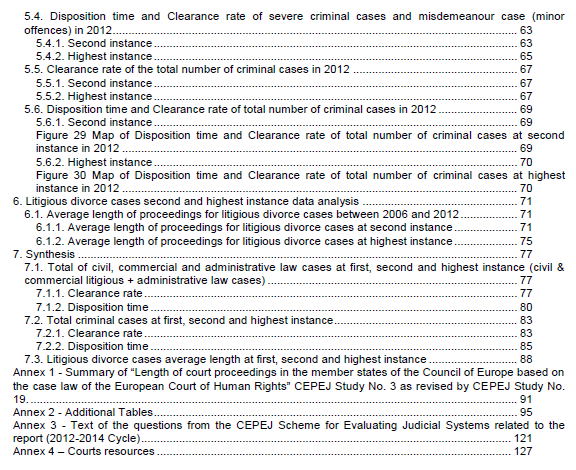 5.4. Disposition time and Clearance rate of severe criminal cases and misdemeanour case (minor
offences) in 2012 ........ 63
5.4.1. Second instance ........ 63
5.4.2. Highest instance ........ 65
5.5. Clearance rate of the total number of criminal cases in 2012 ........ 67
5.5.1. Second instance ........ 67
5.5.2. Highest instance ........ 67
5.6. Disposition time and Clearance rate of total number of criminal cases in 2012 ........ 69
5.6.1. Second instance ........ 69
Figure 29 Map of Disposition time and Clearance rate of total number of criminal cases at second
instance in 2012 ........ 69
5.6.2. Highest instance ........ 70
Figure 30 Map of Disposition time and Clearance rate of total number of criminal cases at highest
instance in 2012 ........ 70
6. Litigious divorce cases second and highest instance data analysis ........ 71
6.1. Average length of proceedings for litigious divorce cases between 2006 and 2012 ........ 71
6.1.1. Average length of proceedings for litigious divorce cases at second instance ........ 71
6.1.2. Average length of proceedings for litigious divorce cases at highest instance ........ 75
7. Synthesis ........ 77
7.1. Total of civil, commercial and administrative law cases at first, second and highest instance (civil &
commercial litigious + administrative law cases) ........ 77
7.1.1. Clearance rate ........ 77
7.1.2. Disposition time ........ 80
7.2. Total criminal cases at first, second and highest instance ........ 83
7.2.1. Clearance rate ........ 83
7.2.2. Disposition time ........ 85
7.3. Litigious divorce cases average length at first, second and highest instance ........ 88
Annex 1 - Summary of “Length of court proceedings in the member states of the Council of Europe based on
the case law of the European Court of Human Rights” CEPEJ Study No. 3 as revised by CEPEJ Study No.
19. ........ 91
Annex 2 - Additional Tables ........ 95
Annex 3 - Text of the questions from the CEPEJ Scheme for Evaluating Judicial Systems related to the
report (2012-2014 Cycle) ........ 121
Annex 4 – Courts resources ........ 127